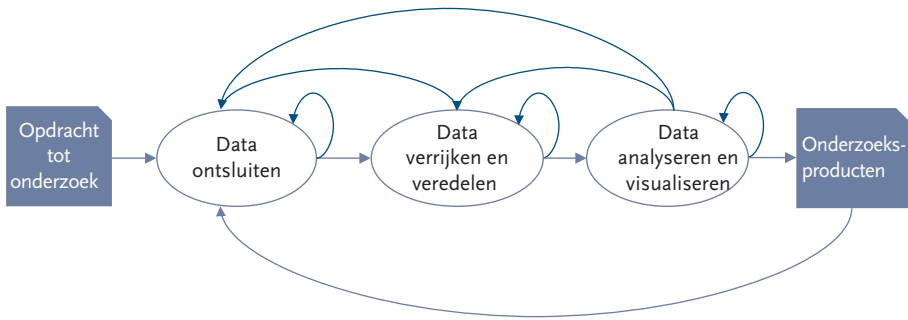 Opdracht
tot
onderzoek
Data
ontsluiten
Data
verrijken en
veredelen
Data
analyseren en
visualiseren
Onderzoeks-
producten